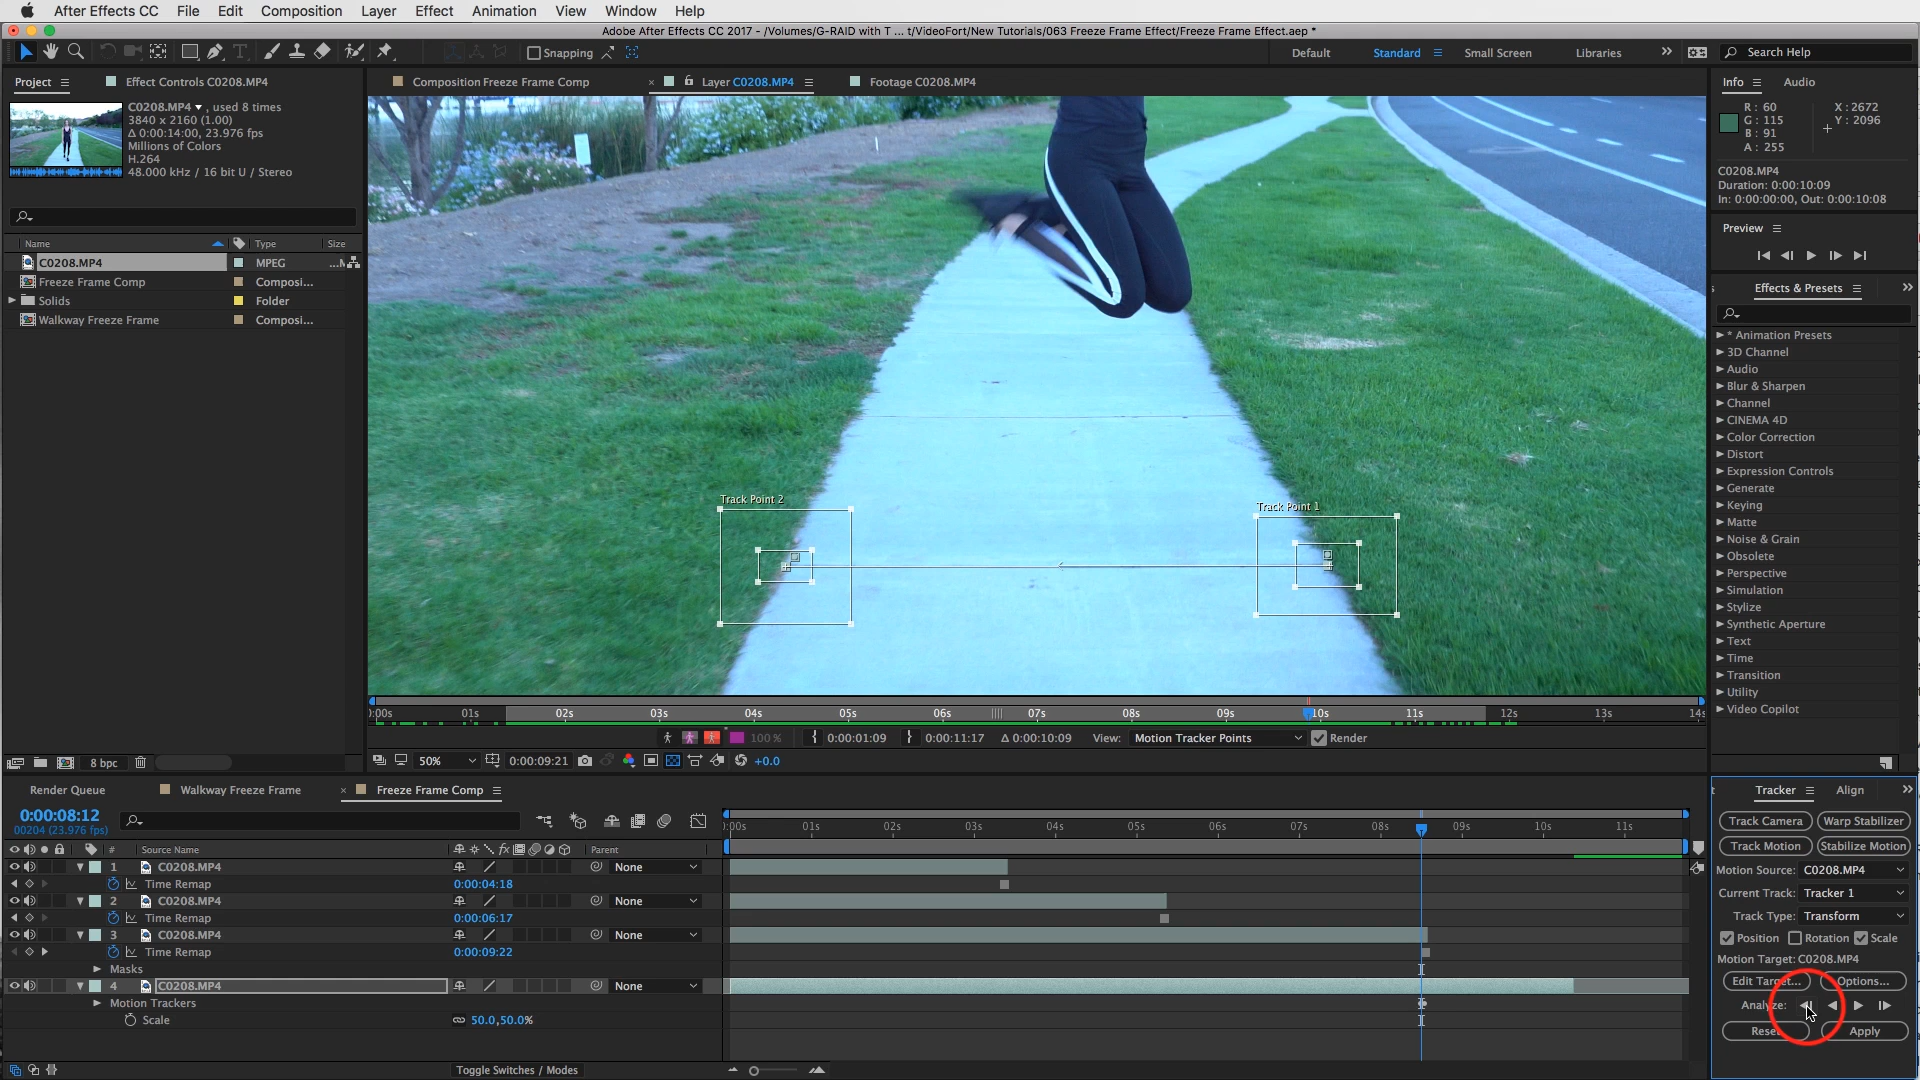 After Effects CC File Edit Composition Layer Effect Animation View Window Help
Adobe After Effects CC 2017 - /Volumes/G-RAID with T ... t/VideoFort/New Tutorials/063 Freeze Frame Effect/Freeze Frame Effect.aep *
Snapping Default Standard Small Screen Libraries Search Help
Project Effect Controls C0208.MP4
C0208.MP4 , used 8 times
3840 x 2160 (1.00)
Δ 0:00:14:00, 23.976 fps
Millions of Colors
H.264
48.000 kHz / 16 bit U / Stereo
Name Type Size
C0208.MP4 MPEG
Freeze Frame Comp Composi...
Solids Folder
Walkway Freeze Frame Composi...
8 bpc
Composition Freeze Frame Comp Layer C0208.MP4 Footage C0208.MP4
Track Point 2
Track Point 1
:00s 01s 02s 03s 04s 05s 06s 07s 08s 09s 10s 11s 12s 13s 14s
100 % 0:00:01:09 0:00:11:17 Δ 0:00:10:09 View: Motion Tracker Points Render
50% 0:00:09:21 +0.0
Info Audio
R: 60 X: 2672
G: 115 Y: 2096
B: 91
A: 255
C0208.MP4
Duration: 0:00:10:09
In: 0:00:00:00, Out: 0:00:10:08
Preview
Effects & Presets
* Animation Presets
3D Channel
Audio
Blur & Sharpen
Channel
CINEMA 4D
Color Correction
Distort
Expression Controls
Generate
Keying
Matte
Noise & Grain
Obsolete
Perspective
Simulation
Stylize
Synthetic Aperture
Text
Time
Transition
Utility
Video Copilot
Render Queue Walkway Freeze Frame Freeze Frame Comp
0:00:08:12
00204 (23.976 fps)
:00s 01s 02s 03s 04s 05s 06s 07s 08s 09s 10s 11s
# Source Name Parent
1 C0208.MP4 None
Time Remap 0:00:04:18
2 C0208.MP4 None
Time Remap 0:00:06:17
3 C0208.MP4 None
Time Remap 0:00:09:22
Masks
4 C0208.MP4 None
Motion Trackers
Scale 50.0,50.0%
Toggle Switches / Modes
Tracker Align
Track Camera Warp Stabilizer
Track Motion Stabilize Motion
Motion Source: C0208.MP4
Current Track: Tracker 1
Track Type: Transform
Position Rotation Scale
Motion Target: C0208.MP4
Edit Target... Options...
Analyze:
Reset Apply